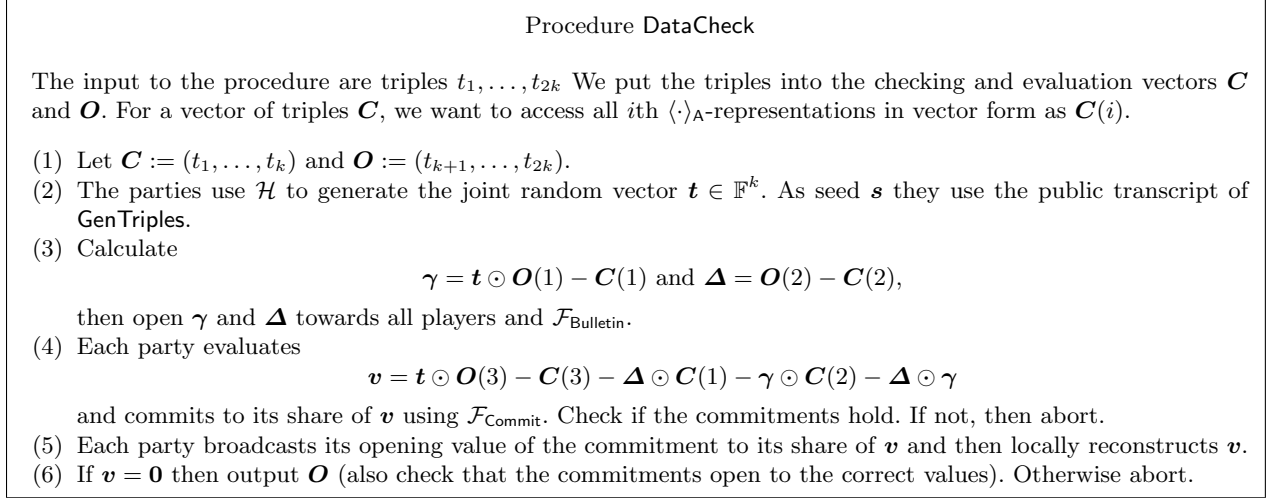 Procedure DataCheck
The input to the procedure are triples t_1, . . . , t_{2k} We put the triples into the checking and evaluation vectors C
and O. For a vector of triples C, we want to access all ith ⟨·⟩_A-representations in vector form as C(i).
(1) Let C := (t_1, . . . , t_k) and O := (t_{k+1}, . . . , t_{2k}).
(2) The parties use ℋ to generate the joint random vector t ∈ 𝔽^k. As seed s they use the public transcript of
GenTriples.
(3) Calculate
γ = t ⊙ O(1) − C(1) and Δ = O(2) − C(2),
then open γ and Δ towards all players and ℱ_Bulletin.
(4) Each party evaluates
v = t ⊙ O(3) − C(3) − Δ ⊙ C(1) − γ ⊙ C(2) − Δ ⊙ γ
and commits to its share of v using ℱ_Commit. Check if the commitments hold. If not, then abort.
(5) Each party broadcasts its opening value of the commitment to its share of v and then locally reconstructs v.
(6) If v = 0 then output O (also check that the commitments open to the correct values). Otherwise abort.